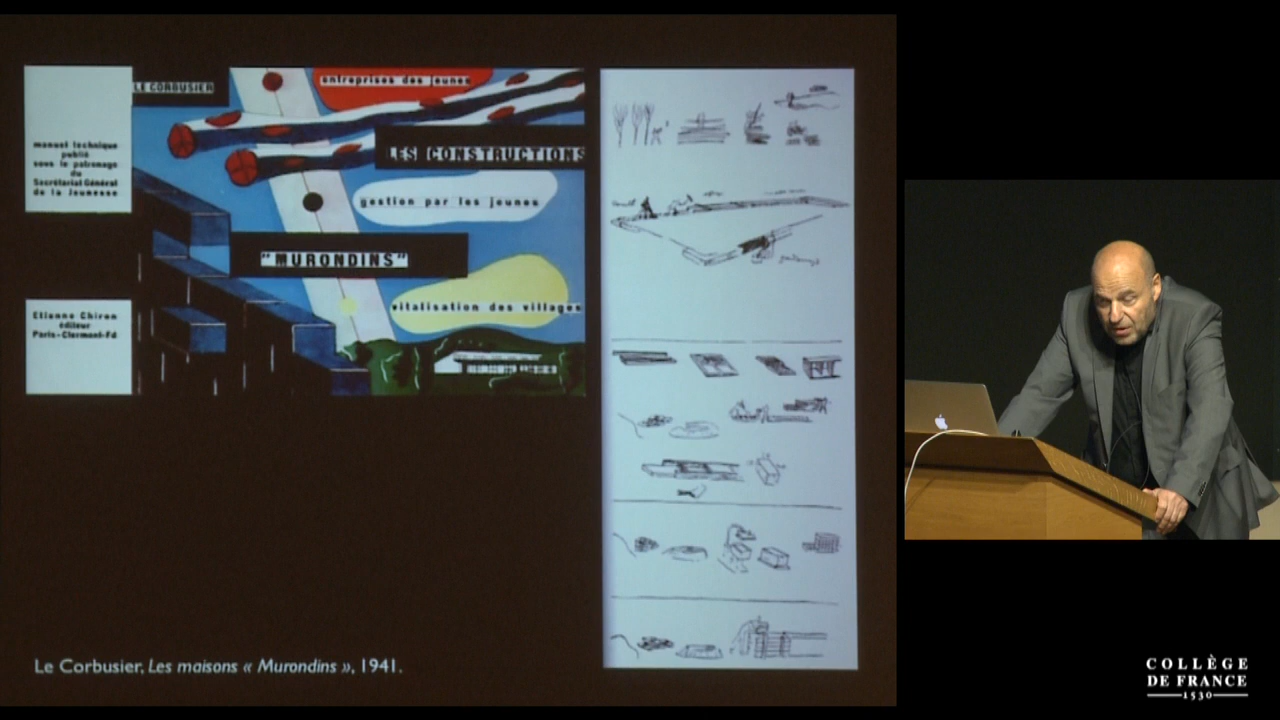 LE CORBUSIER
entreprises des jeunes
manuel technique
publié
sous le patronage
du
Secrétariat Général
de la Jeunesse
LES CONSTRUCTIONS
gestion par les jeunes
"MURONDINS"
vitalisation des villages
Etienne Chiron
éditeur
Paris-Clermont-Fd
Le Corbusier, Les maisons « Murondins », 1941.
COLLÈGE
DE FRANCE
1530